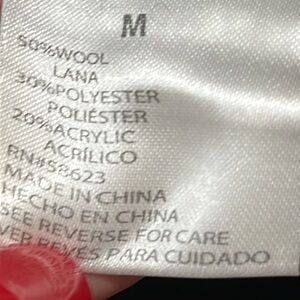 M
50%WOOL
LANA
30%POLYESTER
POLIÉSTER
20%ACRYLIC
ACRÍLICO
RN#58623
MADE IN CHINA
HECHO EN CHINA
SEE REVERSE FOR CARE
VER REVÉS PARA CUIDADO